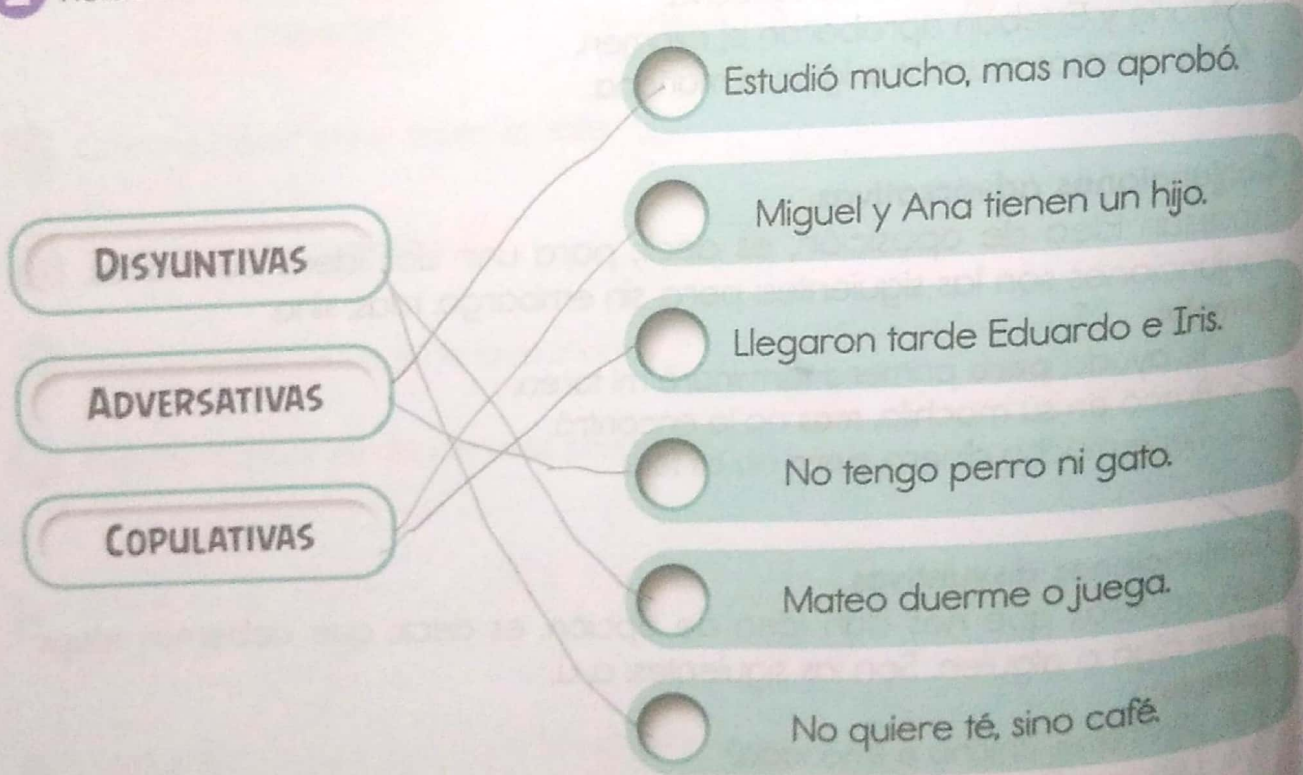 Estudió mucho, mas no aprobó.
Miguel y Ana tienen un hijo.
DISYUNTIVAS
Llegaron tarde Eduardo e Iris.
ADVERSATIVAS
No tengo perro ni gato.
COPULATIVAS
Mateo duerme o juega.
No quiere té, sino café.